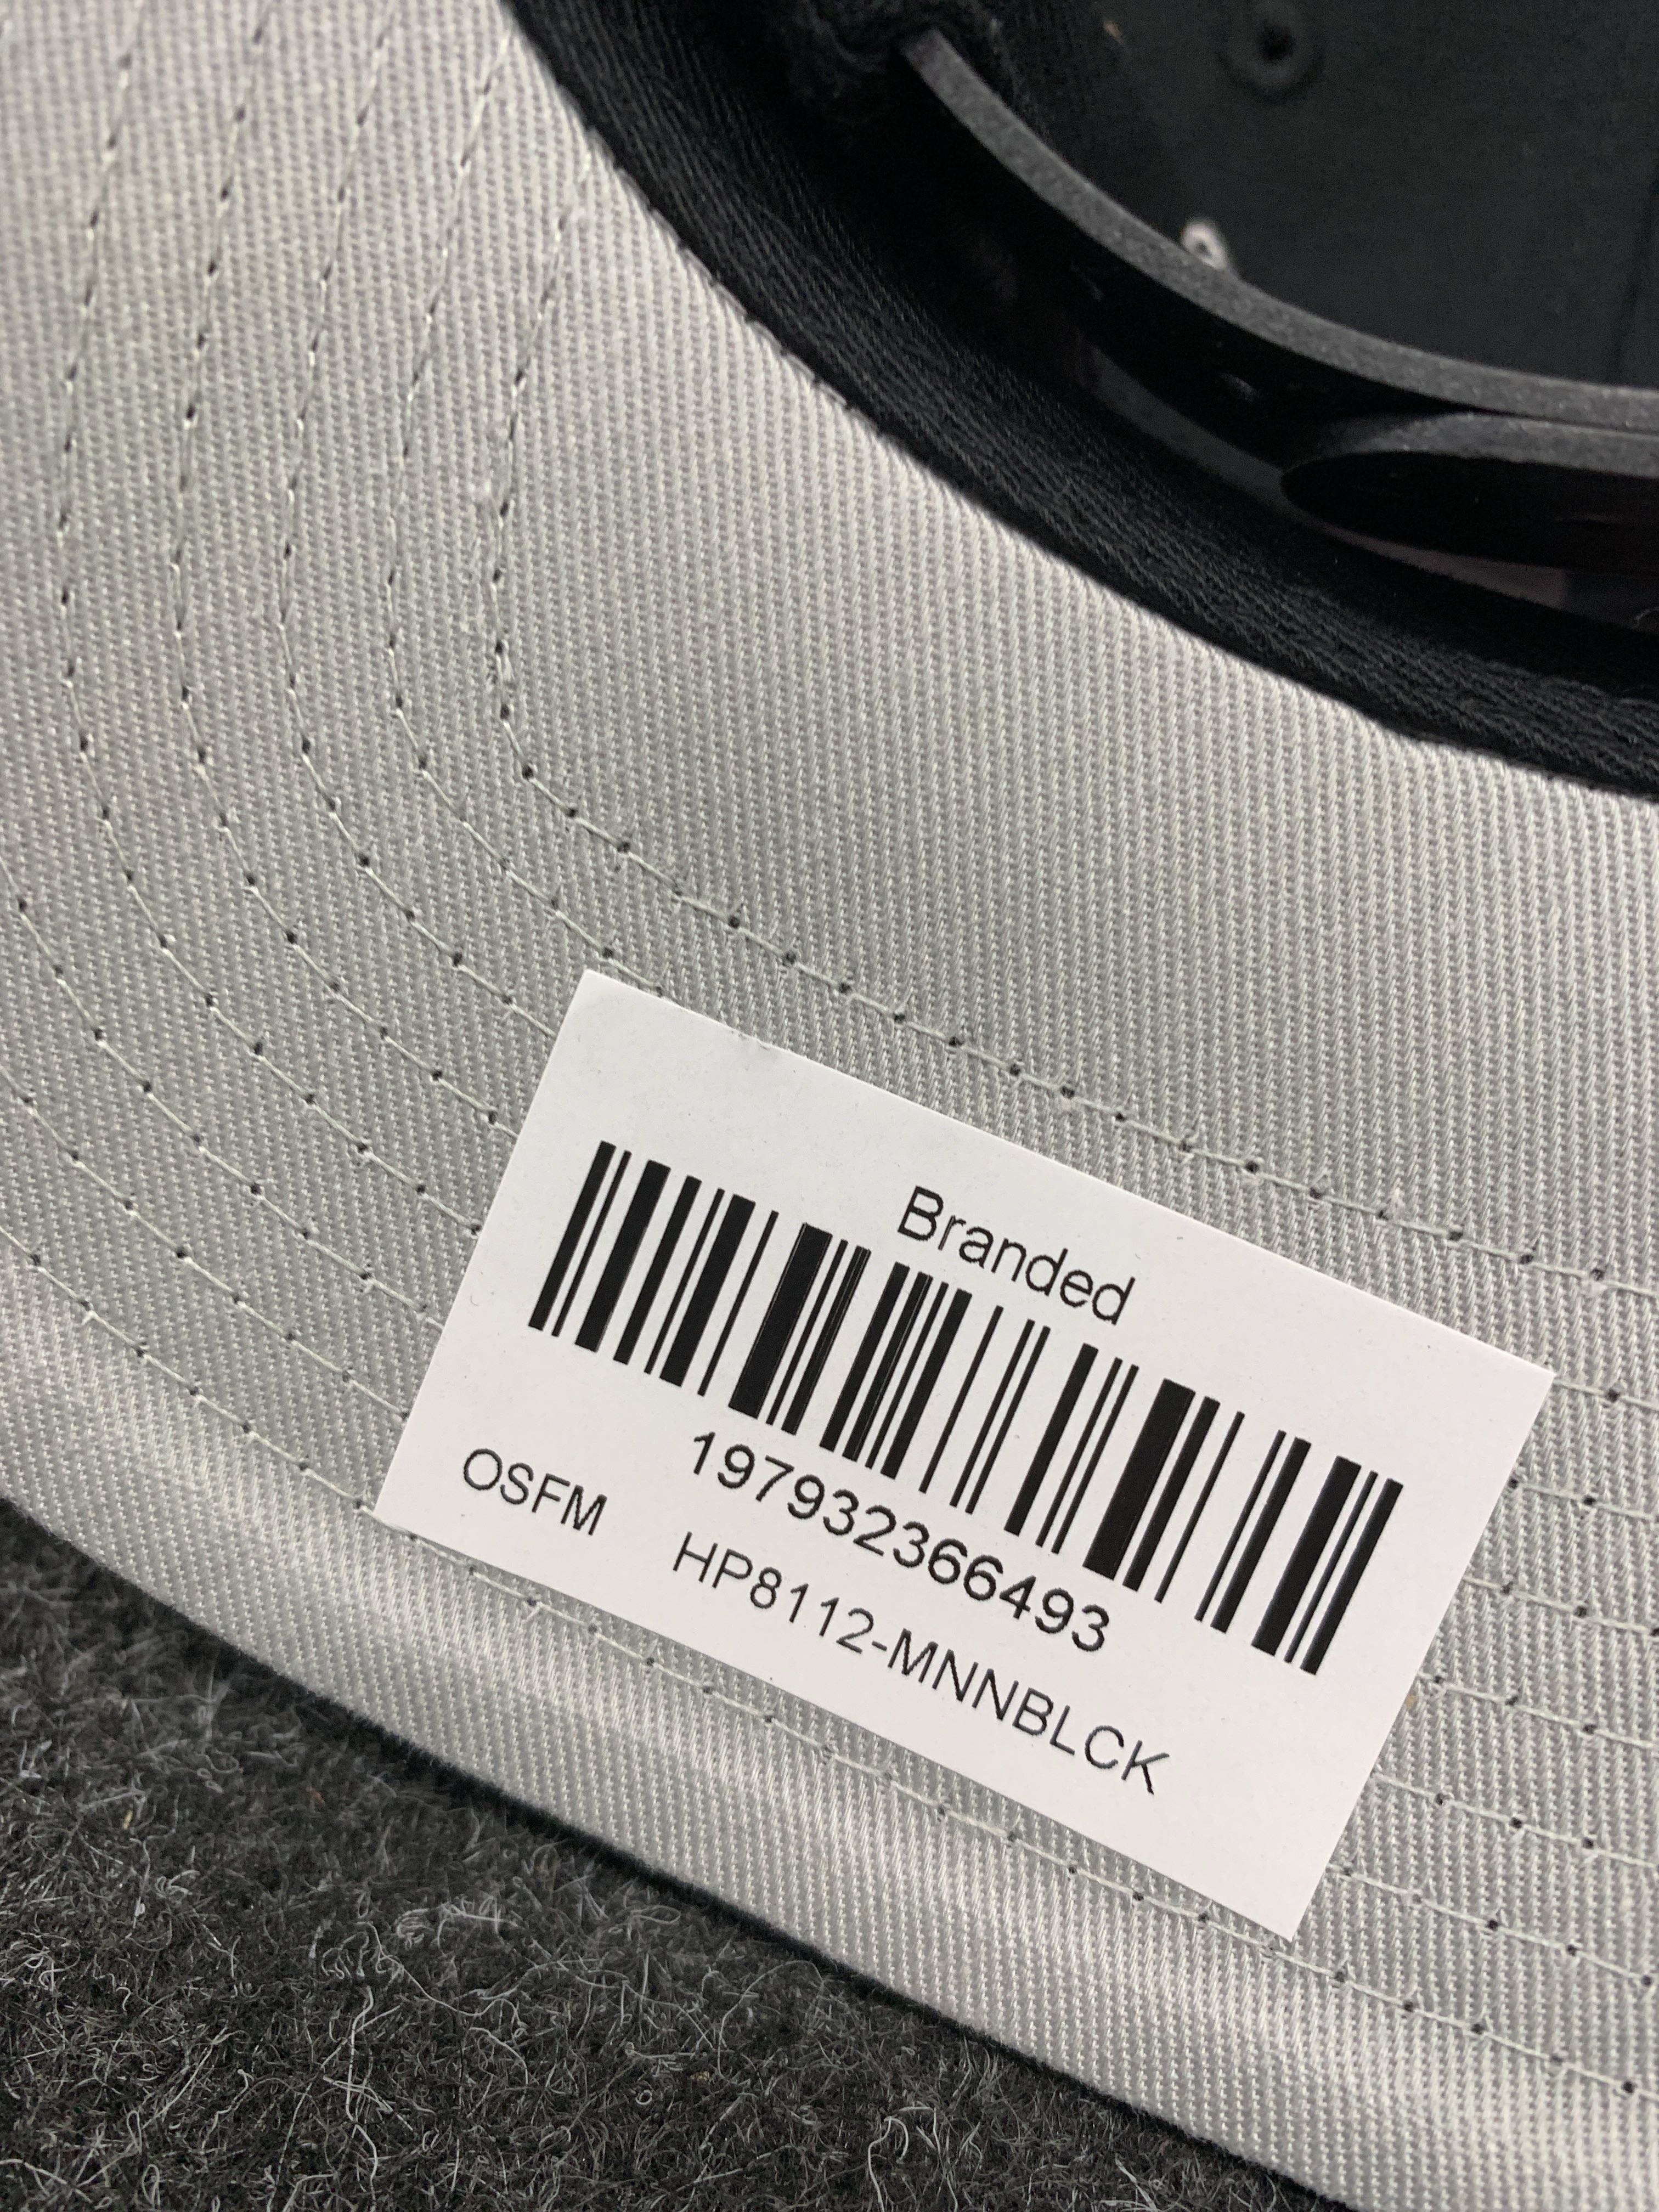 Branded
197932366493
OSFM HP8112-MNNBLCK